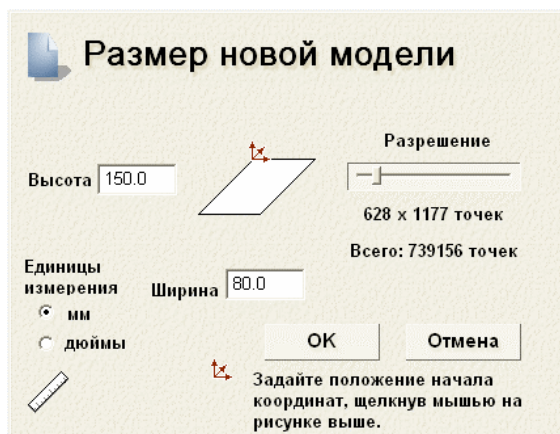 Размер новой модели
Разрешение
Высота 150.0
628 x 1177 точек
Всего: 739156 точек
Единицы
измерения
Ширина 80.0
мм
дюймы
OK
Отмена
Задайте положение начала
координат, щелкнув мышью на
рисунке выше.